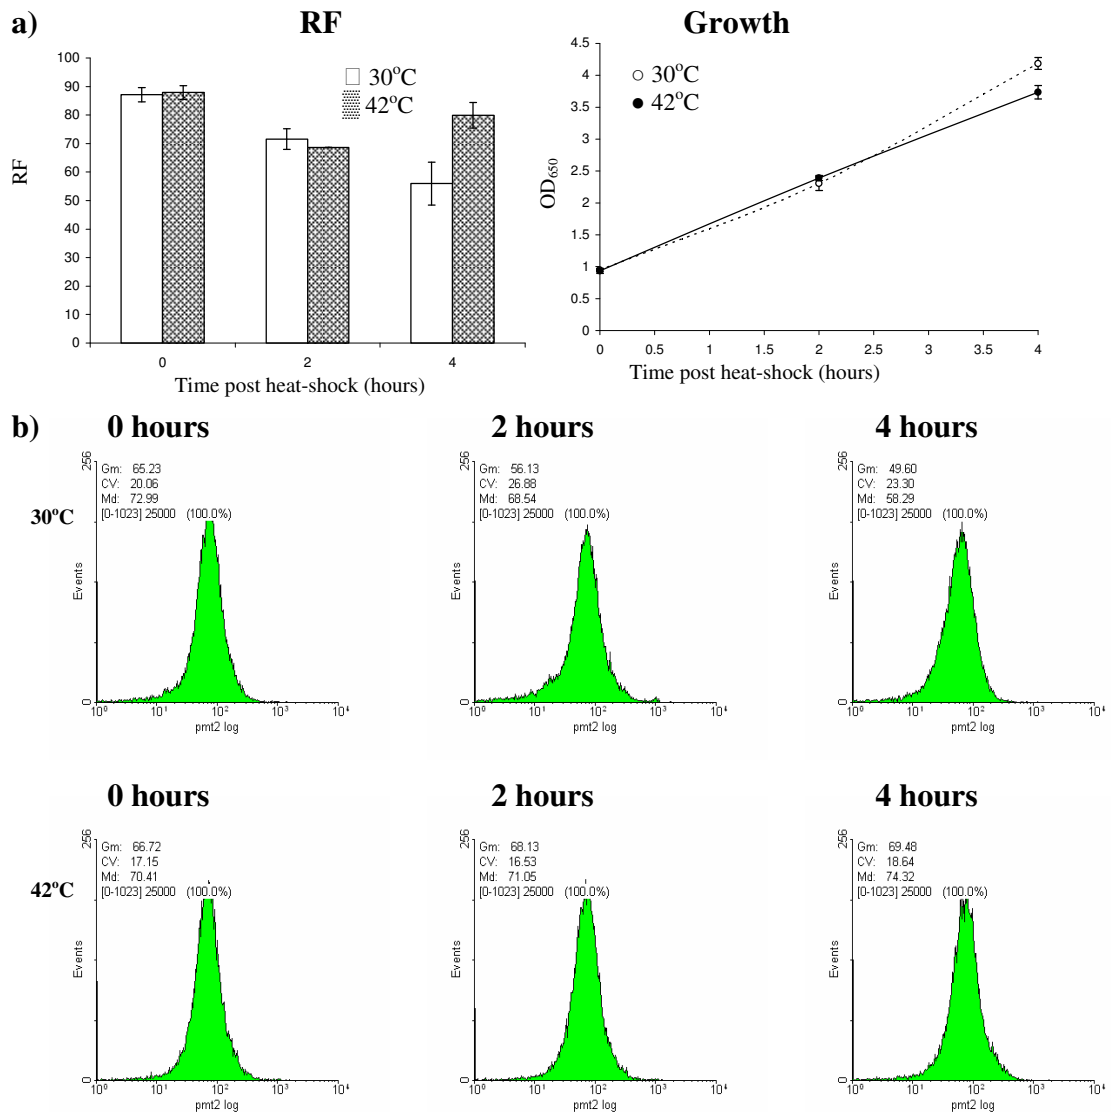 a)
RF
100
90
80
70
60
50
40
30
20
10
0
RF
30°C
42°C
0 2 4
Time post heat-shock (hours)
Growth
4.5
4
3.5
3
2.5
2
1.5
1
0.5
0
OD650
30°C
42°C
0 0.5 1 1.5 2 2.5 3 3.5 4
Time post heat-shock (hours)
b)
0 hours
2 hours
4 hours
30°C
256
Events
0
Gm: 65.23
CV: 20.06
Md: 72.99
[0-1023] 25000 (100.0%)
10⁰ 10¹ 10² 10³ 10⁴
pmt2 log
256
Events
0
Gm: 56.13
CV: 26.88
Md: 68.54
[0-1023] 25000 (100.0%)
10⁰ 10¹ 10² 10³ 10⁴
pmt2 log
256
Events
0
Gm: 49.60
CV: 23.30
Md: 58.29
[0-1023] 25000 (100.0%)
10⁰ 10¹ 10² 10³ 10⁴
pmt2 log
0 hours
2 hours
4 hours
42°C
256
Events
0
Gm: 66.72
CV: 17.15
Md: 70.41
[0-1023] 25000 (100.0%)
10⁰ 10¹ 10² 10³ 10⁴
pmt2 log
256
Events
0
Gm: 68.13
CV: 16.53
Md: 71.05
[0-1023] 25000 (100.0%)
10⁰ 10¹ 10² 10³ 10⁴
pmt2 log
256
Events
0
Gm: 69.48
CV: 18.64
Md: 74.32
[0-1023] 25000 (100.0%)
10⁰ 10¹ 10² 10³ 10⁴
pmt2 log